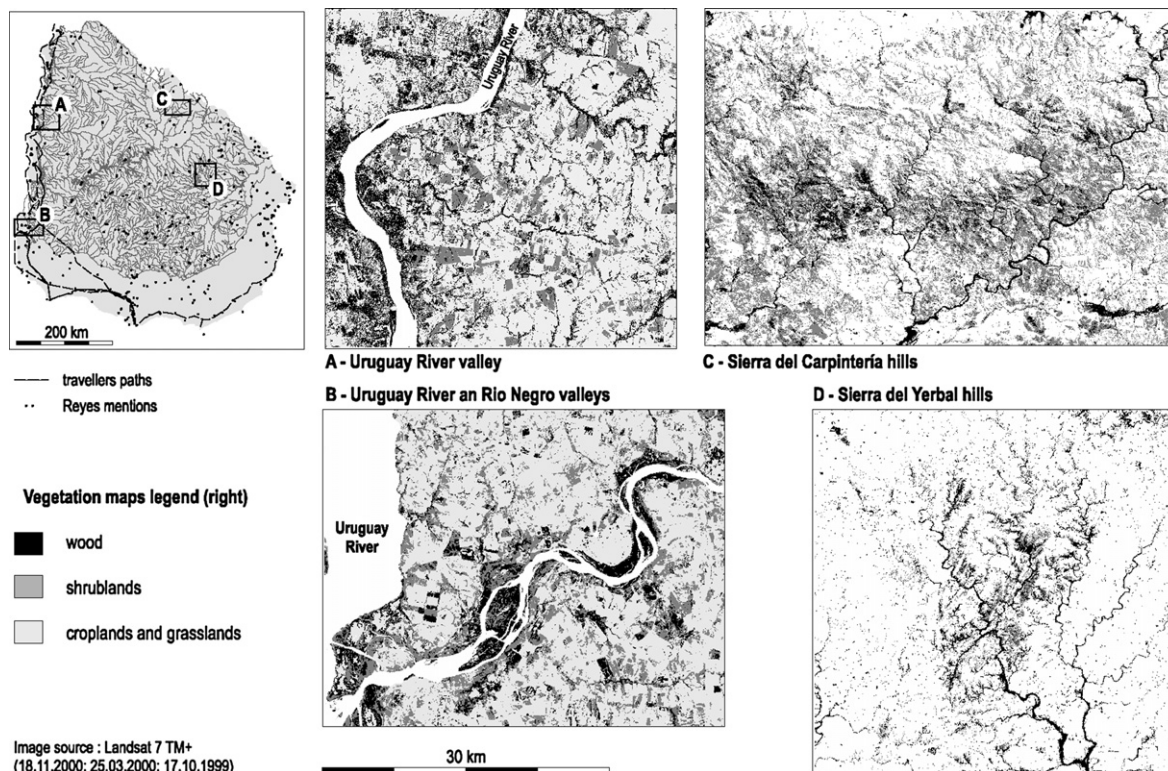 A
C
D
B
200 km
travellers paths
Reyes mentions
Vegetation maps legend (right)
wood
shrublands
croplands and grasslands
Image source : Landsat 7 TM+
(18.11.2000; 25.03.2000; 17.10.1999)
Uruguay River
A - Uruguay River valley
B - Uruguay River an Rio Negro valleys
Uruguay
River
30 km
C - Sierra del Carpintería hills
D - Sierra del Yerbal hills